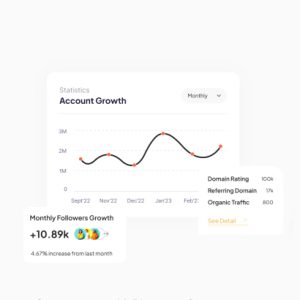 Statistics
Account Growth
Monthly
3M
2M
1M
0
Sept'22 Nov'22 Dec'22 Jan'23 Feb'2
Domain Rating 100k
Referring Domain 17k
Organic Traffic 800
See Detail
Monthly Followers Growth
+10.89k
4.67% increase from last month